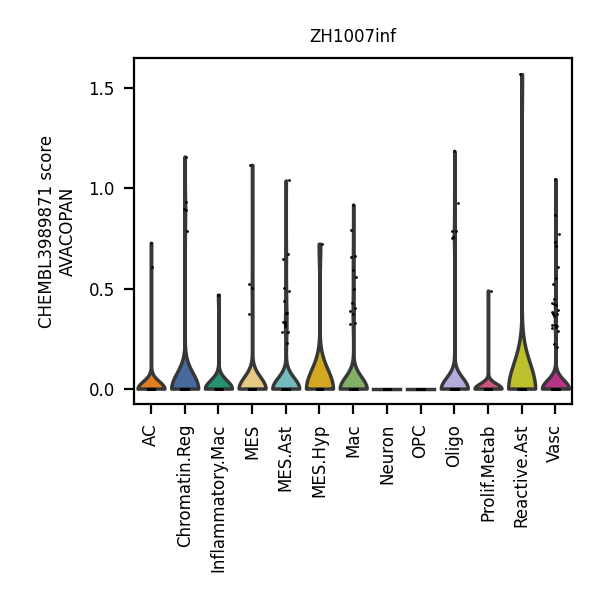 ZH1007inf
CHEMBL3989871 score
AVACOPAN
1.5
1.0
0.5
0.0
AC
Chromatin.Reg
Inflammatory.Mac
MES
MES.Ast
MES.Hyp
Mac
Neuron
OPC
Oligo
Prolif.Metab
Reactive.Ast
Vasc